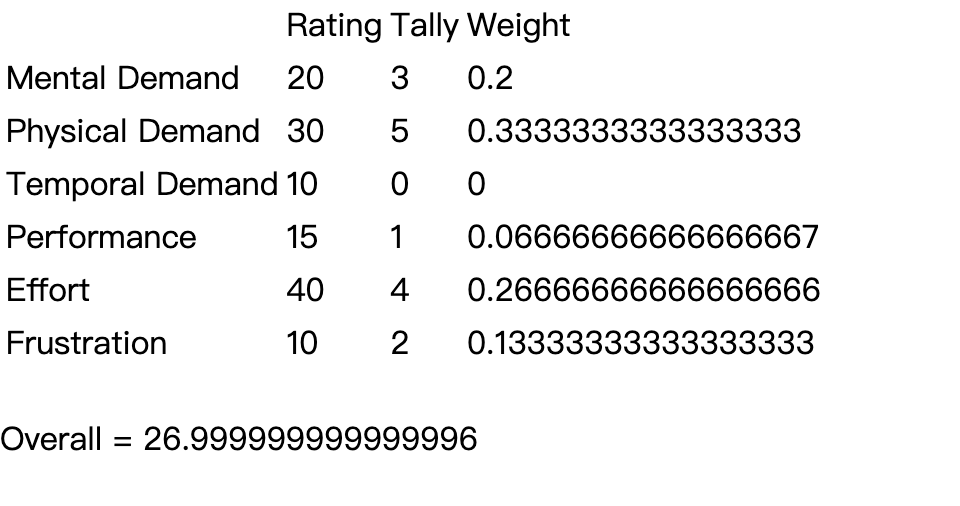 Rating Tally Weight
Mental Demand 20 3 0.2
Physical Demand 30 5 0.3333333333333333
Temporal Demand 10 0 0
Performance 15 1 0.06666666666666667
Effort 40 4 0.26666666666666666
Frustration 10 2 0.13333333333333333
Overall = 26.999999999999996